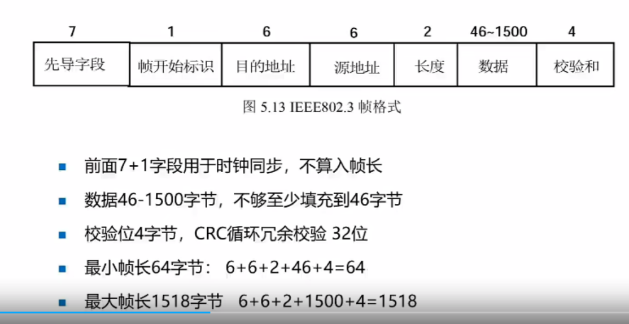 7 1 6 6 2 46~1500 4
先导字段 帧开始标识 目的地址 源地址 长度 数据 校验和
图 5.13 IEEE802.3 帧格式
前面7+1字段用于时钟同步，不算入帧长
数据46-1500字节，不够至少填充到46字节
校验位4字节，CRC循环冗余校验 32位
最小帧长64字节： 6+6+2+46+4=64
最大帧长1518字节 6+6+2+1500+4=1518